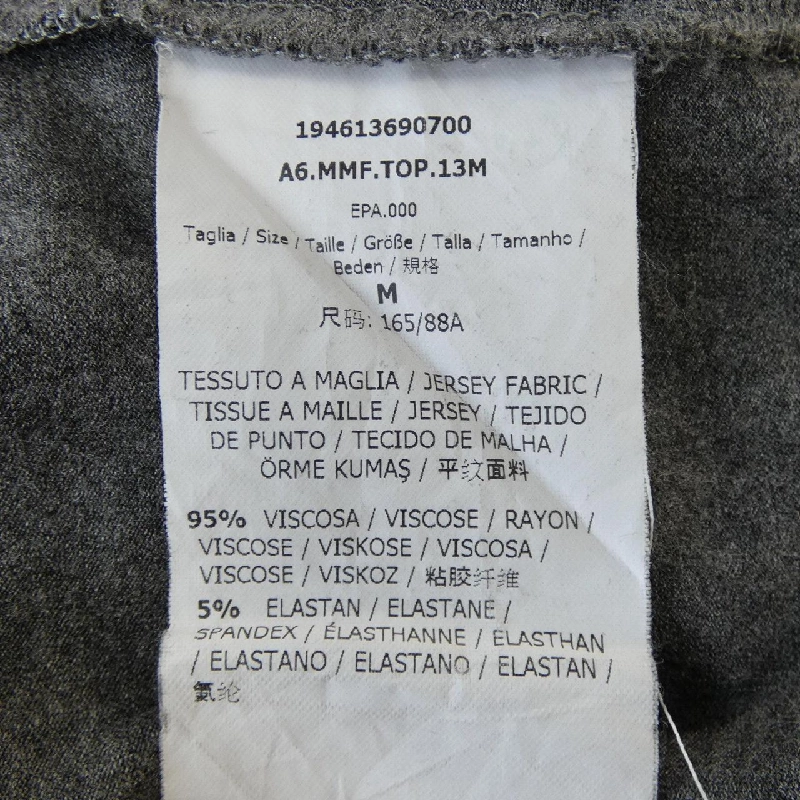 194613690700
A6.MMF.TOP.13M
EPA.000
Taglia / Size / Taille / Größe / Talla / Tamanho /
Beden / 規格
M
尺码: 165/88A
TESSUTO A MAGLIA / JERSEY FABRIC /
TISSUE A MAILLE / JERSEY / TEJIDO
DE PUNTO / TECIDO DE MALHA /
ÖRME KUMAŞ / 平纹面料
95% VISCOSA / VISCOSE / RAYON /
VISCOSE / VISKOSE / VISCOSA /
VISCOSE / VISKOZ / 粘胶纤维
5% ELASTAN / ELASTANE /
SPANDEX / ÉLASTHANNE / ELASTHAN
/ ELASTANO / ELASTANO / ELASTAN /
氨纶